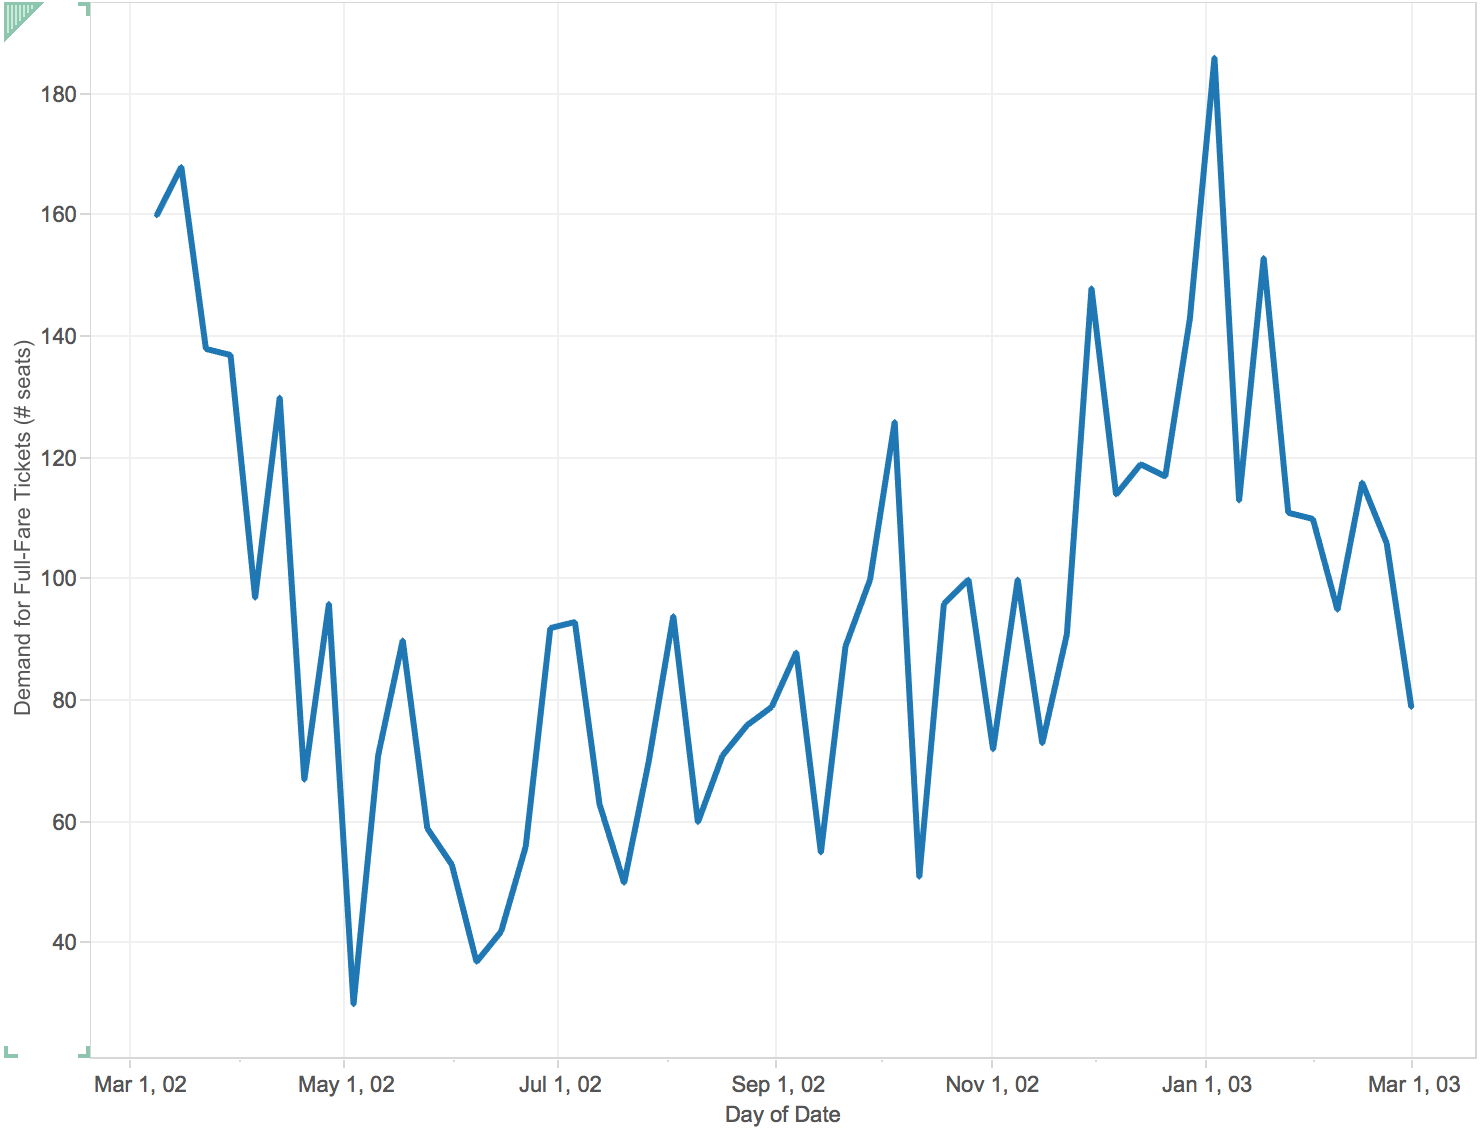 Demand for Full-Fare Tickets (# seats)
180
160
140
120
100
80
60
40
Mar 1, 02 May 1, 02 Jul 1, 02 Sep 1, 02 Nov 1, 02 Jan 1, 03 Mar 1, 03
Day of Date